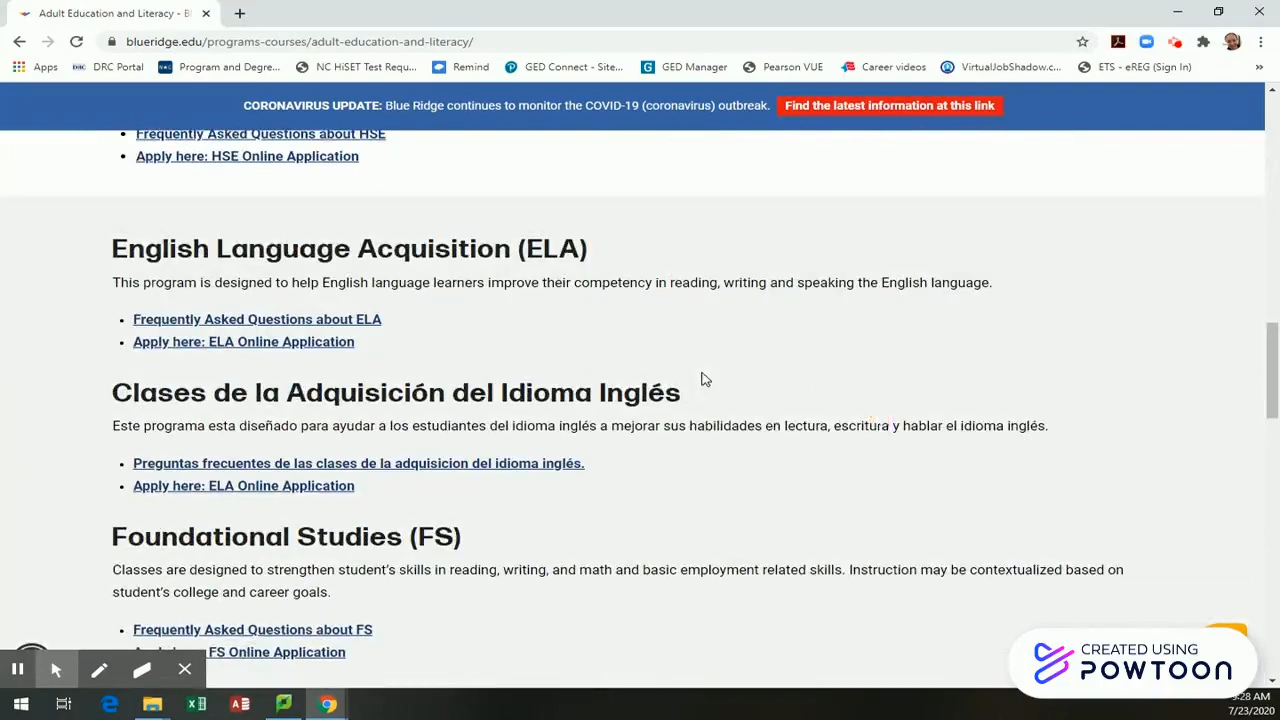 Adult Education and Literacy - Bl
blueridge.edu/programs-courses/adult-education-and-literacy/
Apps
DRC Portal
Program and Degre...
NC HiSET Test Requ...
Remind
GED Connect - Site...
GED Manager
Pearson VUE
Career videos
VirtualJobShadow.c...
ETS - eREG (Sign In)
CORONAVIRUS UPDATE: Blue Ridge continues to monitor the COVID-19 (coronavirus) outbreak. Find the latest information at this link
Frequently Asked Questions about HSE
Apply here: HSE Online Application
English Language Acquisition (ELA)
This program is designed to help English language learners improve their competency in reading, writing and speaking the English language.
Frequently Asked Questions about ELA
Apply here: ELA Online Application
Clases de la Adquisición del Idioma Inglés
Este programa esta diseñado para ayudar a los estudiantes del idioma inglés a mejorar sus habilidades en lectura, escritura y hablar el idioma inglés.
Preguntas frecuentes de las clases de la adquisicion del idioma inglés.
Apply here: ELA Online Application
Foundational Studies (FS)
Classes are designed to strengthen student's skills in reading, writing, and math and basic employment related skills. Instruction may be contextualized based on
student's college and career goals.
Frequently Asked Questions about FS
FS Online Application
CREATED USING
POWTOON
:28 AM
7/23/2020